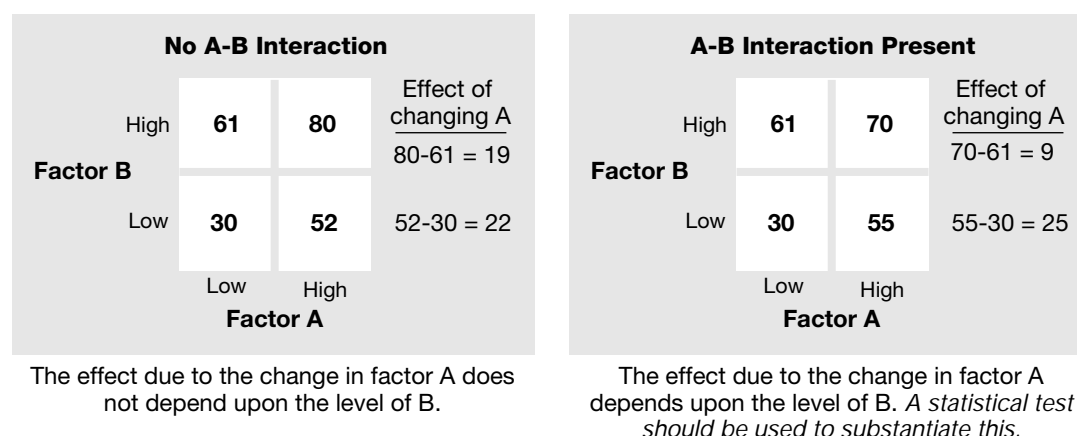 No A-B Interaction
Effect of
changing A
High 61 80
80-61 = 19
Factor B
Low 30 52 52-30 = 22
Low High
Factor A
The effect due to the change in factor A does
not depend upon the level of B.
A-B Interaction Present
Effect of
changing A
High 61 70
70-61 = 9
Factor B
Low 30 55 55-30 = 25
Low High
Factor A
The effect due to the change in factor A
depends upon the level of B. A statistical test
should be used to substantiate this.